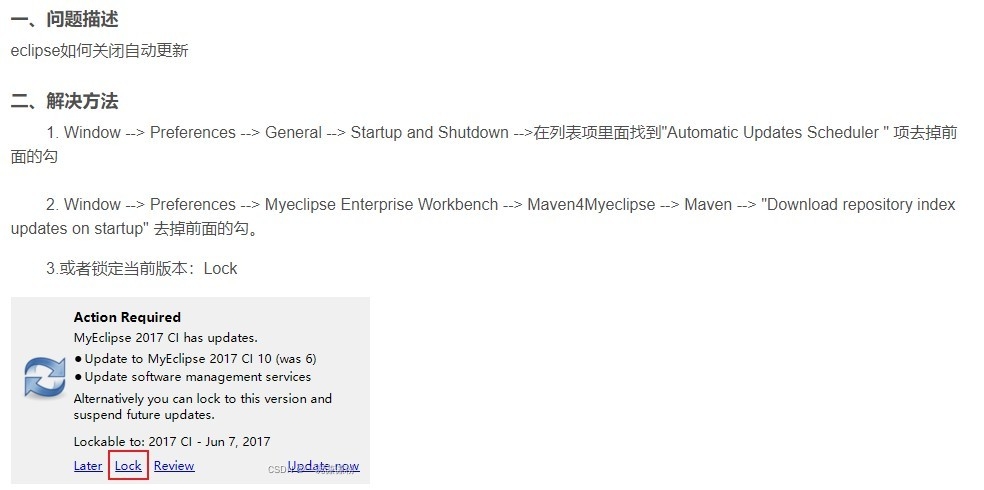 一、问题描述
eclipse如何关闭自动更新
二、解决方法
1. Window --> Preferences --> General --> Startup and Shutdown -->在列表项里面找到"Automatic Updates Scheduler " 项去掉前
面的勾
2. Window --> Preferences --> Myeclipse Enterprise Workbench --> Maven4Myeclipse --> Maven --> "Download repository index
updates on startup" 去掉前面的勾。
3.或者锁定当前版本：Lock
Action Required
MyEclipse 2017 CI has updates.
● Update to MyEclipse 2017 CI 10 (was 6)
● Update software management services
Alternatively you can lock to this version and
suspend future updates.
Lockable to: 2017 CI - Jun 7, 2017
Later Lock Review CSDN Update now